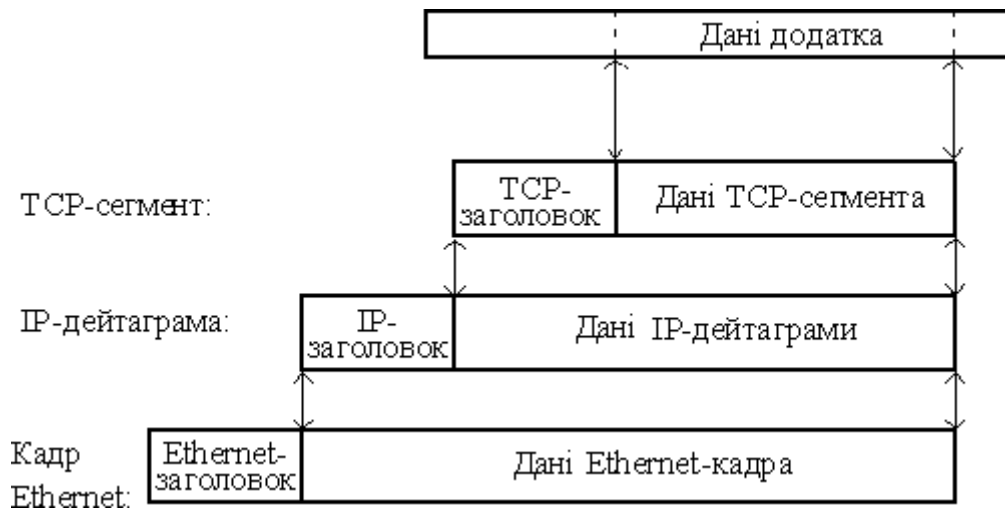 Дані додатка
TCP-сегмент:
TCP-
заголовок
Дані TCP-сегмента
IP-дейтаграма:
IP-
заголовок
Дані IP-дейтаграми
Кадр
Ethernet:
Ethernet-
заголовок
Дані Ethernet-кадра